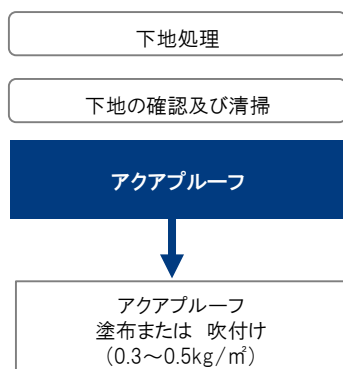 下地処理
下地の確認及び清掃
アクアプルーフ
アクアプルーフ
塗布または 吹付け
(0.3～0.5kg/㎡)